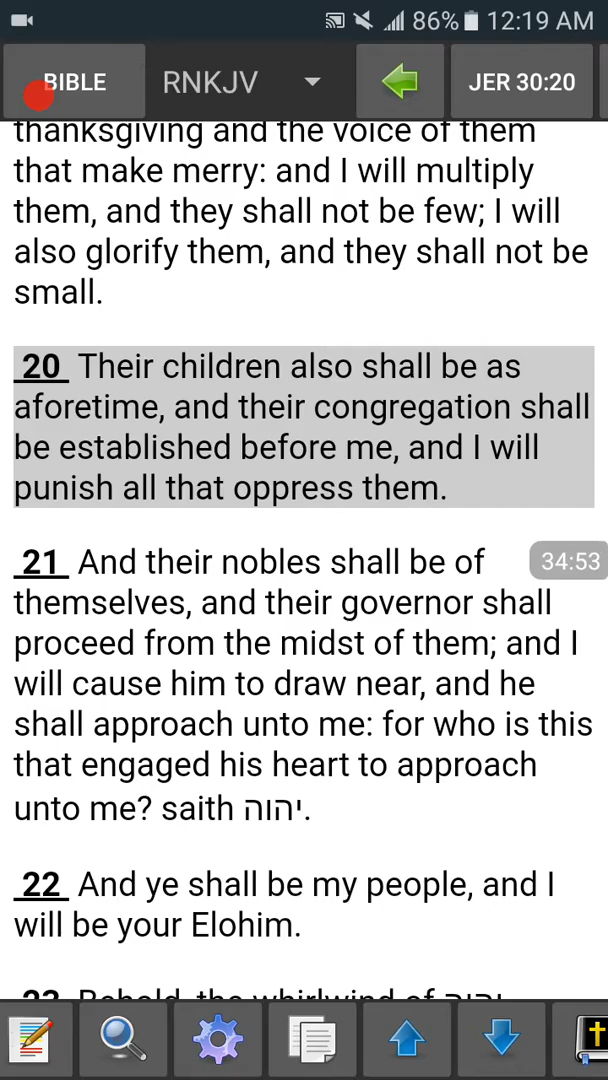 86% 12:19 AM
BIBLE RNKJV JER 30:20
thanksgiving and the voice of them
that make merry: and I will multiply
them, and they shall not be few; I will
also glorify them, and they shall not be
small.
20 Their children also shall be as
aforetime, and their congregation shall
be established before me, and I will
punish all that oppress them.
21 And their nobles shall be of
34:53
themselves, and their governor shall
proceed from the midst of them; and I
will cause him to draw near, and he
shall approach unto me: for who is this
that engaged his heart to approach
unto me? saith יהוה.
22 And ye shall be my people, and I
will be your Elohim.
23 Behold, the whirlwind of יהוה